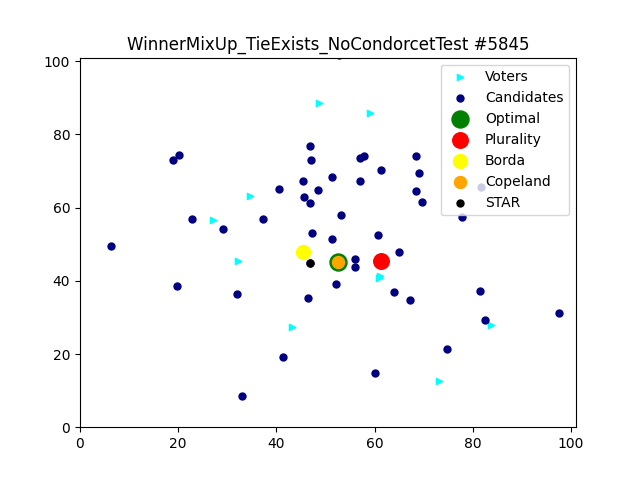 WinnerMixUp_TieExists_NoCondorcetTest #5845
100
80
60
40
20
0
0 20 40 60 80 100
Voters
Candidates
Optimal
Plurality
Borda
Copeland
STAR